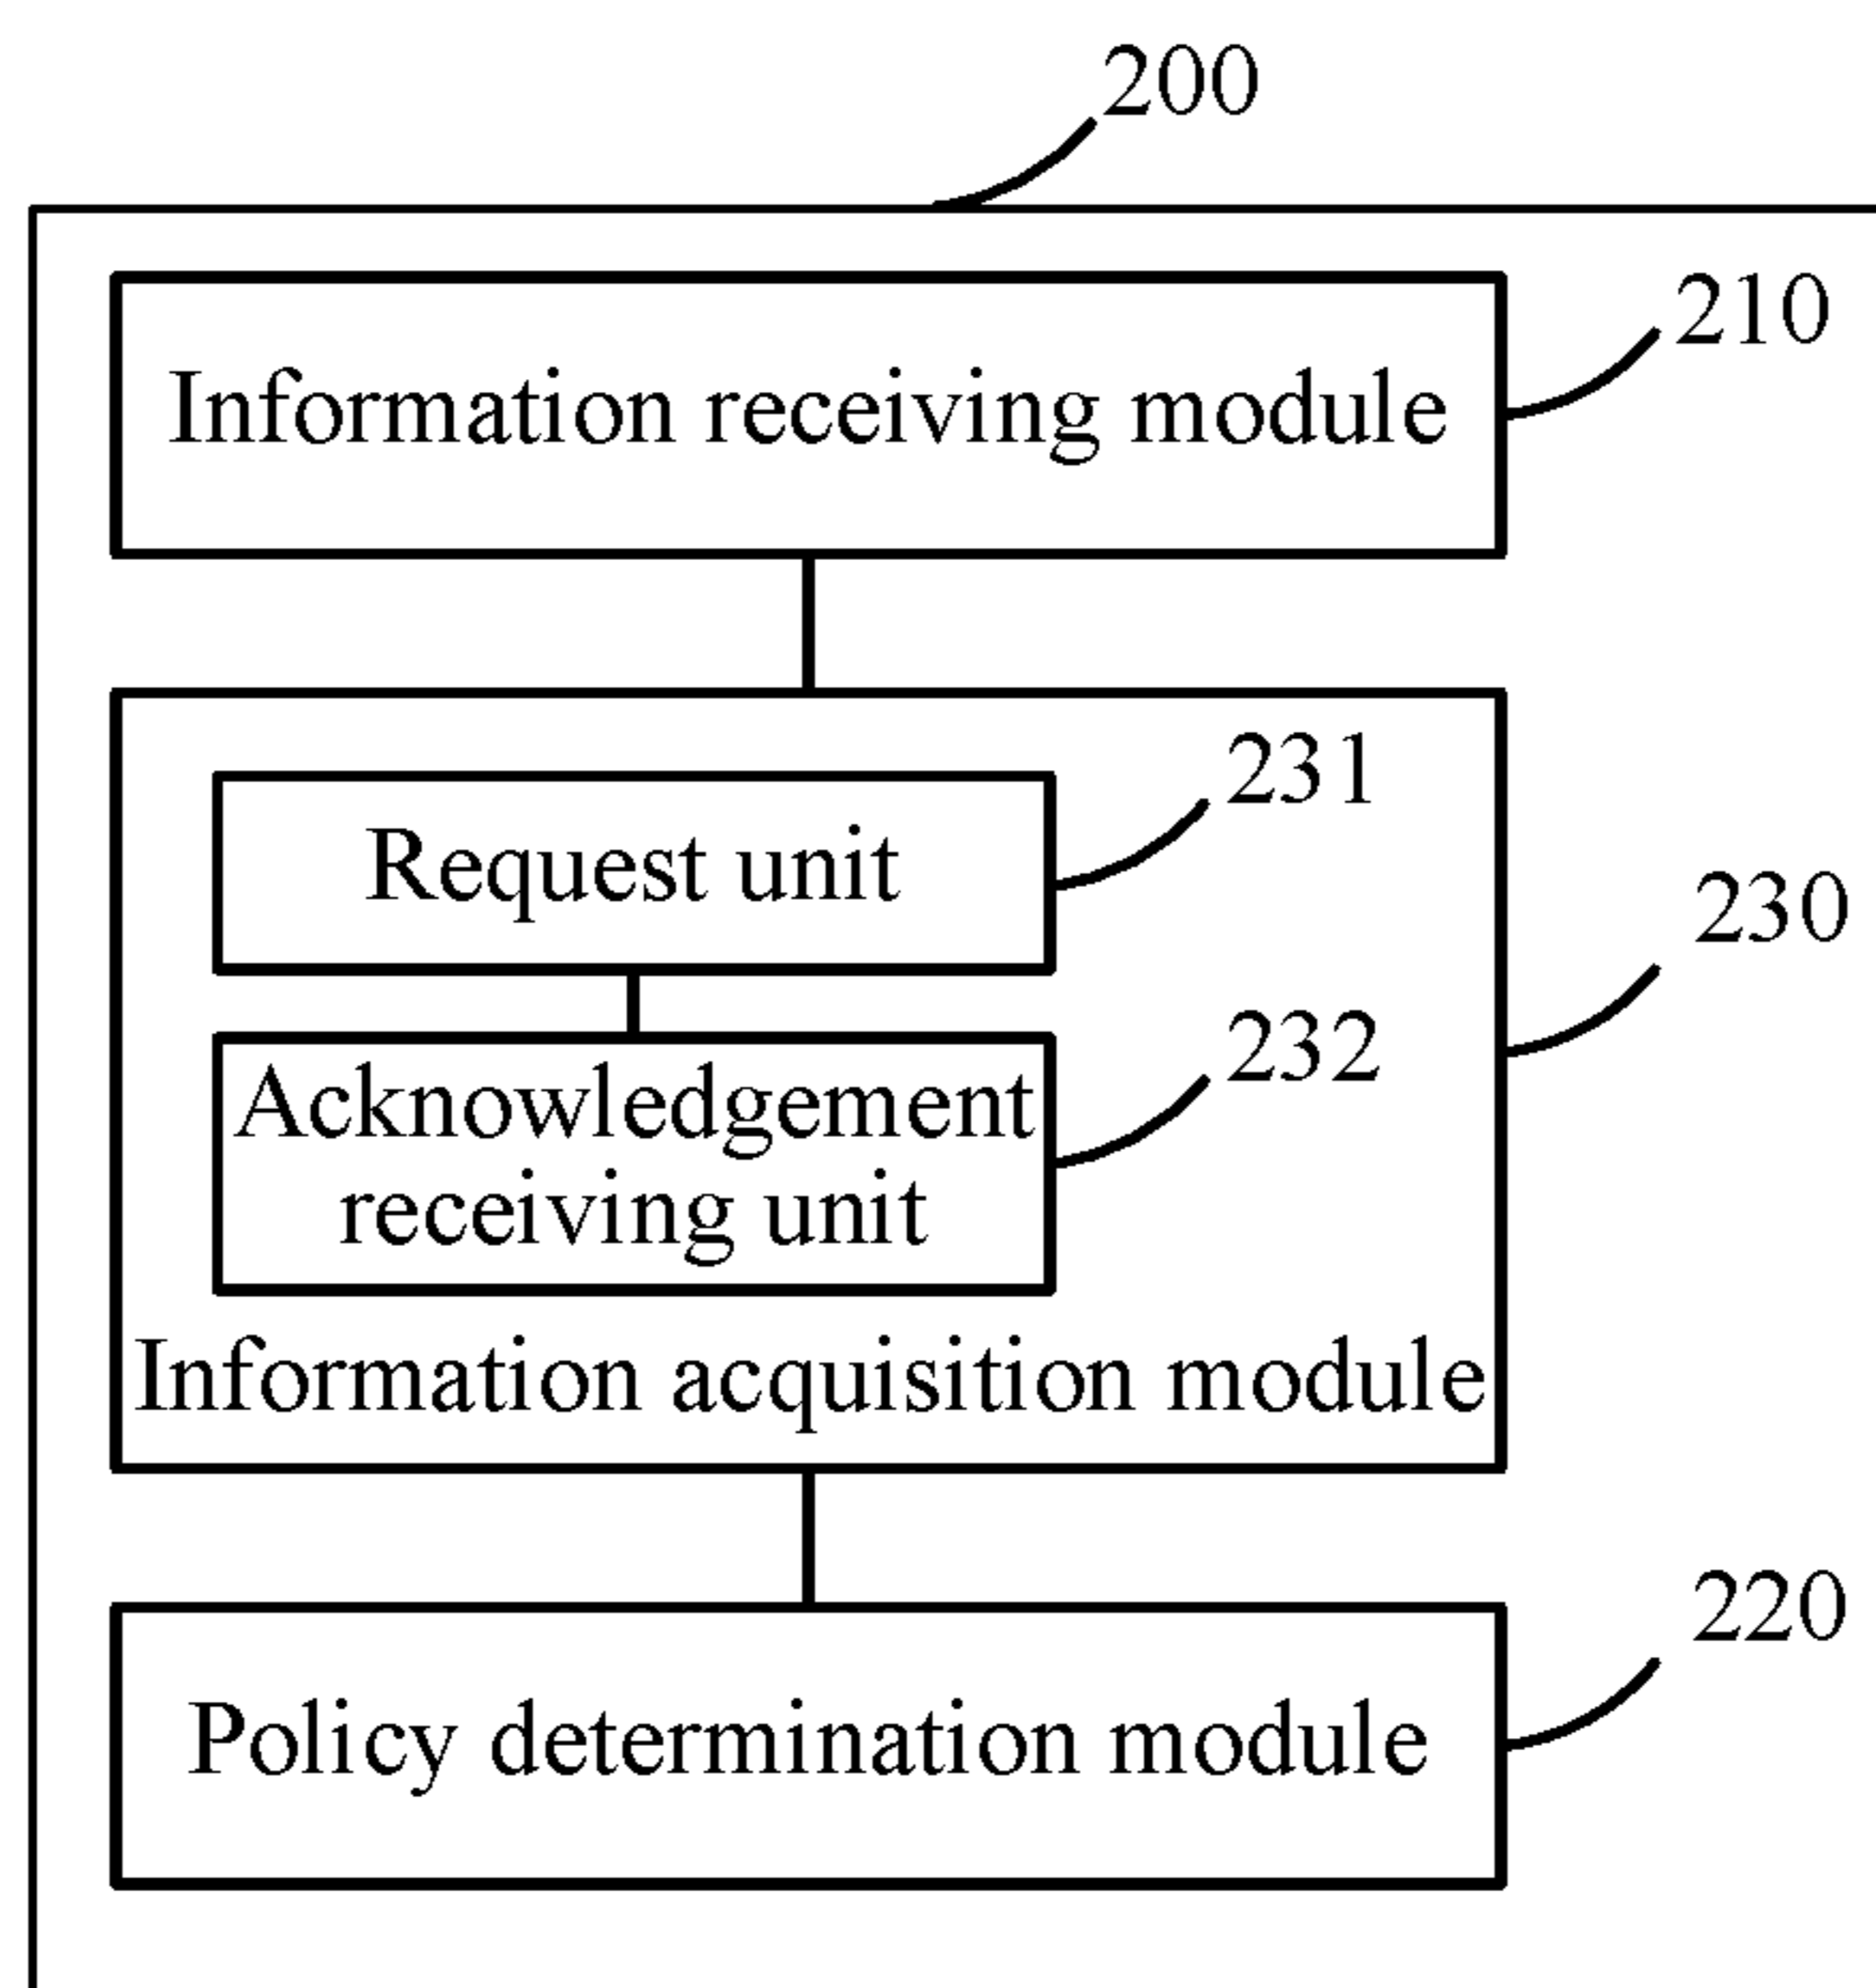 200
210
Information receiving module
231
Request unit
230
232
Acknowledgement
receiving unit
Information acquisition module
220
Policy determination module